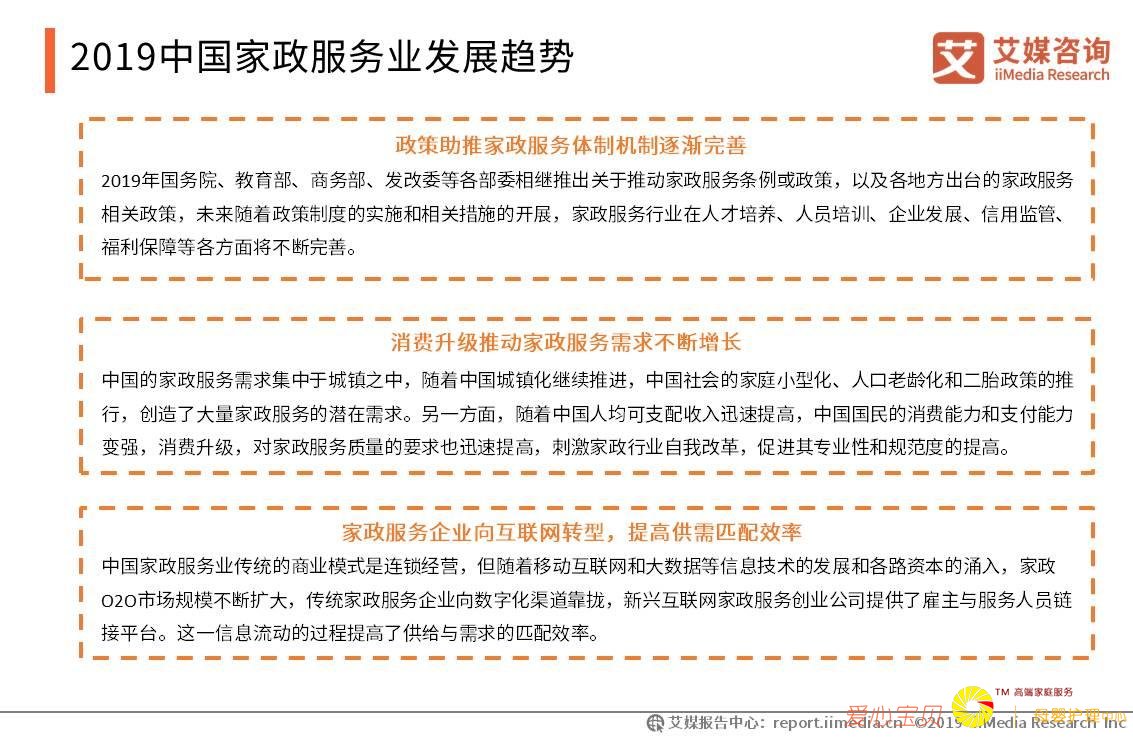 2019中国家政服务业发展趋势
艾媒咨询
iiMedia Research
政策助推家政服务体制机制逐渐完善
2019年国务院、教育部、商务部、发改委等各部委相继推出关于推动家政服务条例或政策，以及各地方出台的家政服务
相关政策，未来随着政策制度的实施和相关措施的开展，家政服务行业在人才培养、人员培训、企业发展、信用监管、
福利保障等各方面将不断完善。
消费升级推动家政服务需求不断增长
中国的家政服务需求集中于城镇之中，随着中国城镇化继续推进，中国社会的家庭小型化、人口老龄化和二胎政策的推
行，创造了大量家政服务的潜在需求。另一方面，随着中国人均可支配收入迅速提高，中国国民的消费能力和支付能力
变强，消费升级，对家政服务质量的要求也迅速提高，刺激家政行业自我改革，促进其专业性和规范度的提高。
家政服务企业向互联网转型，提高供需匹配效率
中国家政服务业传统的商业模式是连锁经营，但随着移动互联网和大数据等信息技术的发展和各路资本的涌入，家政
O2O市场规模不断扩大，传统家政服务企业向数字化渠道靠拢，新兴互联网家政服务创业公司提供了雇主与服务人员链
接平台。这一信息流动的过程提高了供给与需求的匹配效率。
TM 高端家庭服务
爱心宝贝 | 母婴护理中心
艾媒报告中心：report.iimedia.cn ©2019 iiMedia Research Inc